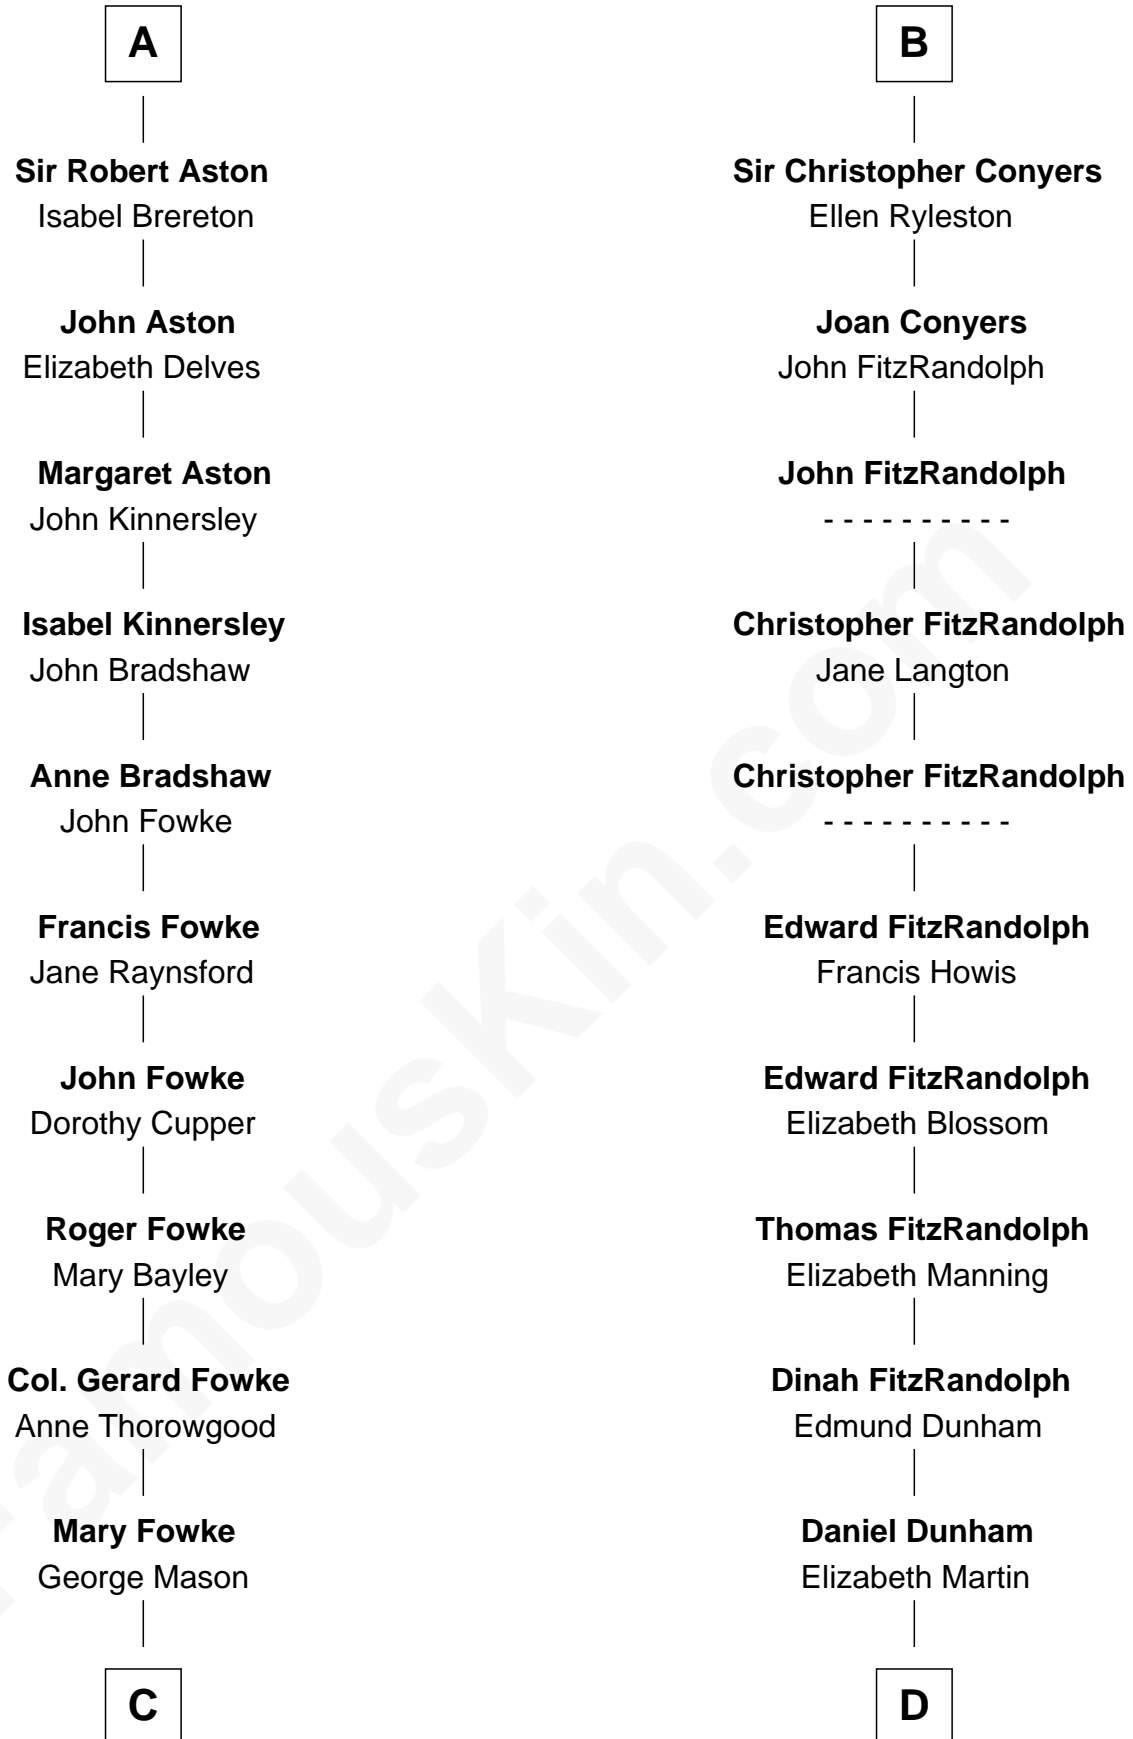 A
Sir Robert Aston
Isabel Brereton
John Aston
Elizabeth Delves
Margaret Aston
John Kinnersley
Isabel Kinnersley
John Bradshaw
Anne Bradshaw
John Fowke
Francis Fowke
Jane Raynsford
John Fowke
Dorothy Cupper
Roger Fowke
Mary Bayley
Col. Gerard Fowke
Anne Thorowgood
Mary Fowke
George Mason
C
B
Sir Christopher Conyers
Ellen Ryleston
Joan Conyers
John FitzRandolph
John FitzRandolph
- - - - - - - - - -
Christopher FitzRandolph
Jane Langton
Christopher FitzRandolph
- - - - - - - - - -
Edward FitzRandolph
Francis Howis
Edward FitzRandolph
Elizabeth Blossom
Thomas FitzRandolph
Elizabeth Manning
Dinah FitzRandolph
Edmund Dunham
Daniel Dunham
Elizabeth Martin
D
FamousKin.com